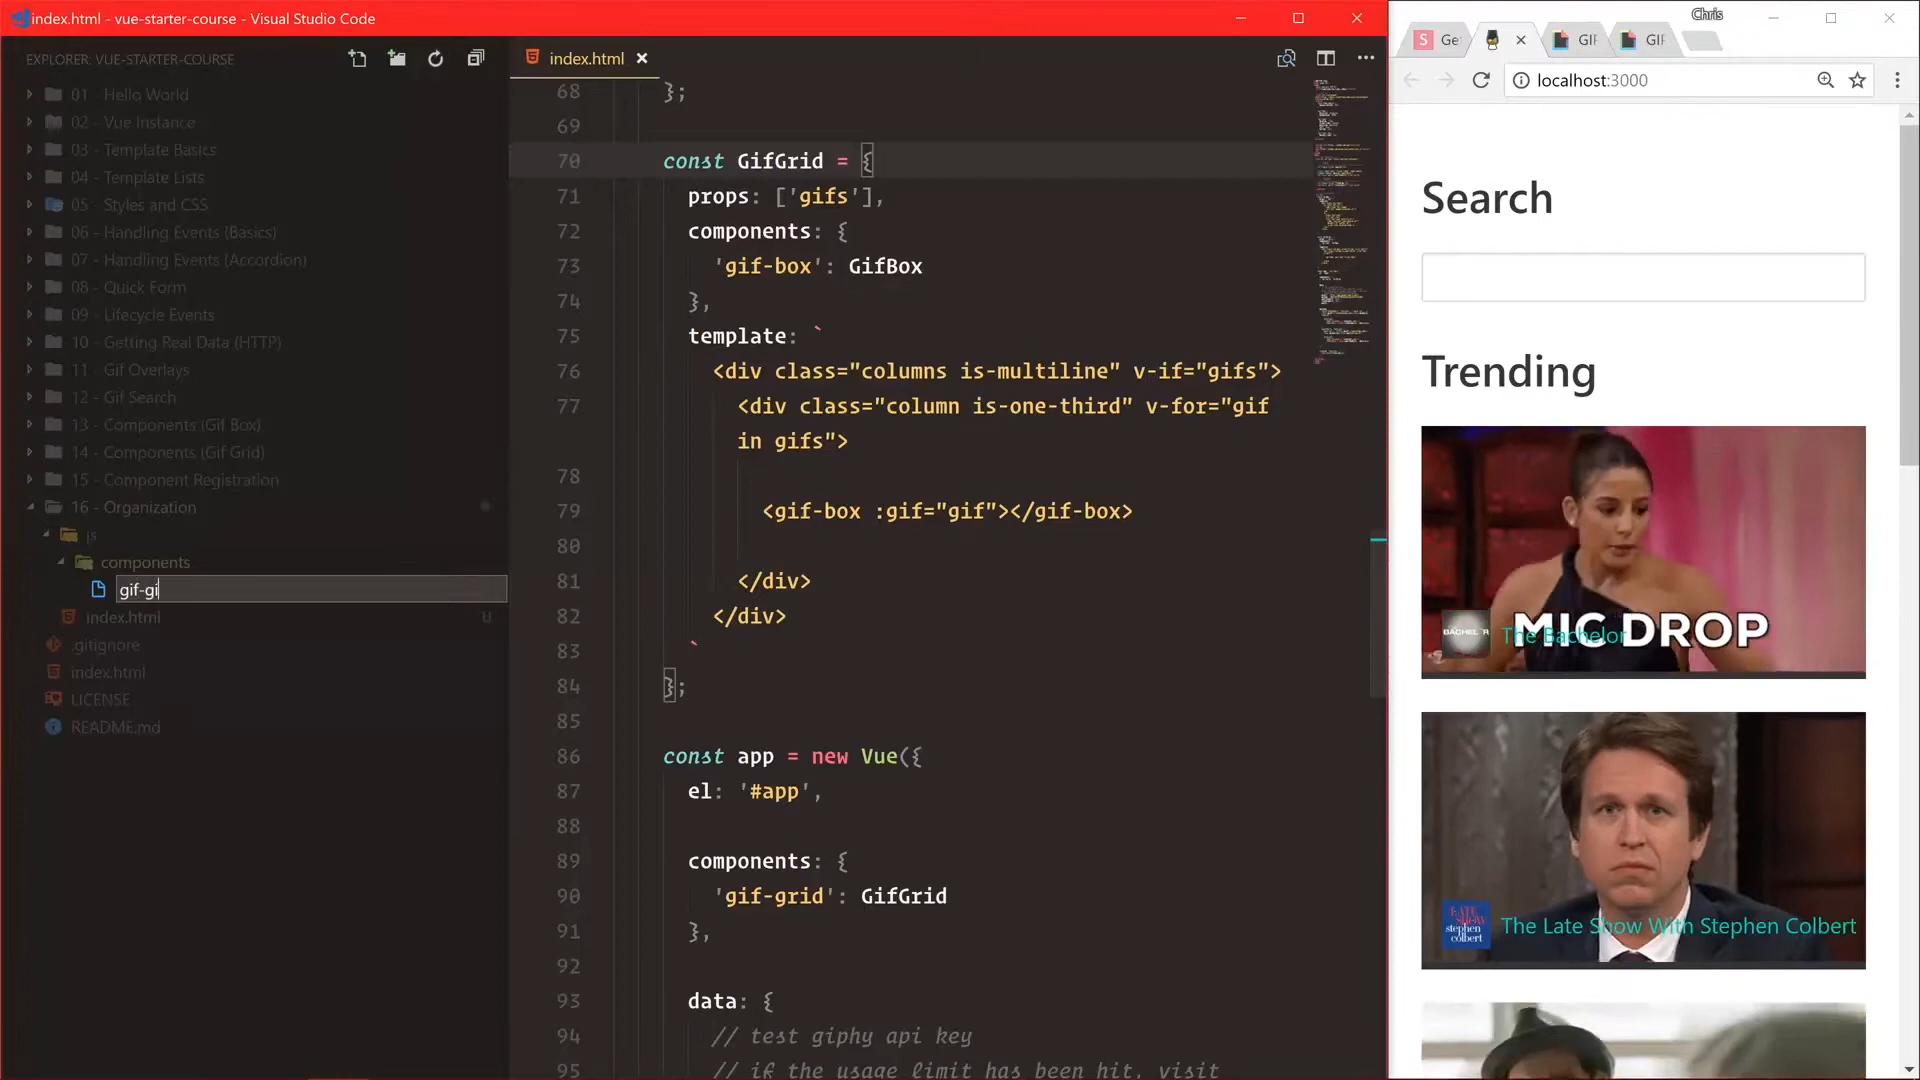 index.html - vue-starter-course - Visual Studio Code
EXPLORER: VUE-STARTER-COURSE
01 - Hello World
02 - Vue Instance
03 - Template Basics
04 - Template Lists
05 - Styles and CSS
06 - Handling Events (Basics)
07 - Handling Events (Accordion)
08 - Quick Form
09 - Lifecycle Events
10 - Getting Real Data (HTTP)
11 - Gif Overlays
12 - Gif Search
13 - Components (Gif Box)
14 - Components (Gif Grid)
15 - Component Registration
16 - Organization
js
components
gif-gi
index.html U
.gitignore
index.html
LICENSE
README.md
index.html
68 };
69
70 const GifGrid = {
71 props: ['gifs'],
72 components: {
73 'gif-box': GifBox
74 },
75 template: `
76 <div class="columns is-multiline" v-if="gifs">
77 <div class="column is-one-third" v-for="gif
in gifs">
78
79 <gif-box :gif="gif"></gif-box>
80
81 </div>
82 </div>
83 `
84 };
85
86 const app = new Vue({
87 el: '#app',
88
89 components: {
90 'gif-grid': GifGrid
91 },
92
93 data: {
94 // test giphy api key
95 // if the usage limit has been hit, visit
Chris
S Ge
GIF
GIF
localhost:3000
Search
Trending
MIC DROP
The Bachelor
LATE SHOW
stephen
colbert
The Late Show With Stephen Colbert